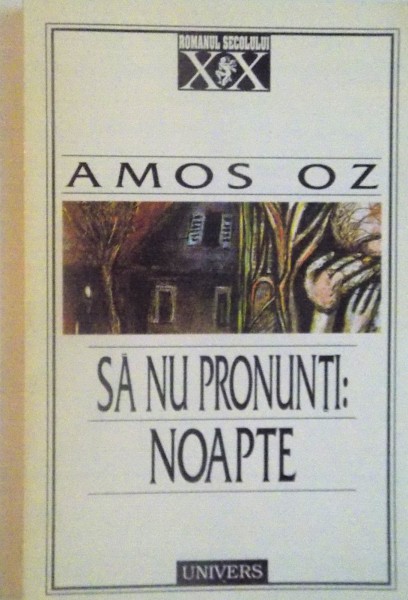 ROMANUL SECOLULUI
XX
AMOS OZ
SĂ NU PRONUNȚI:
NOAPTE
UNIVERS